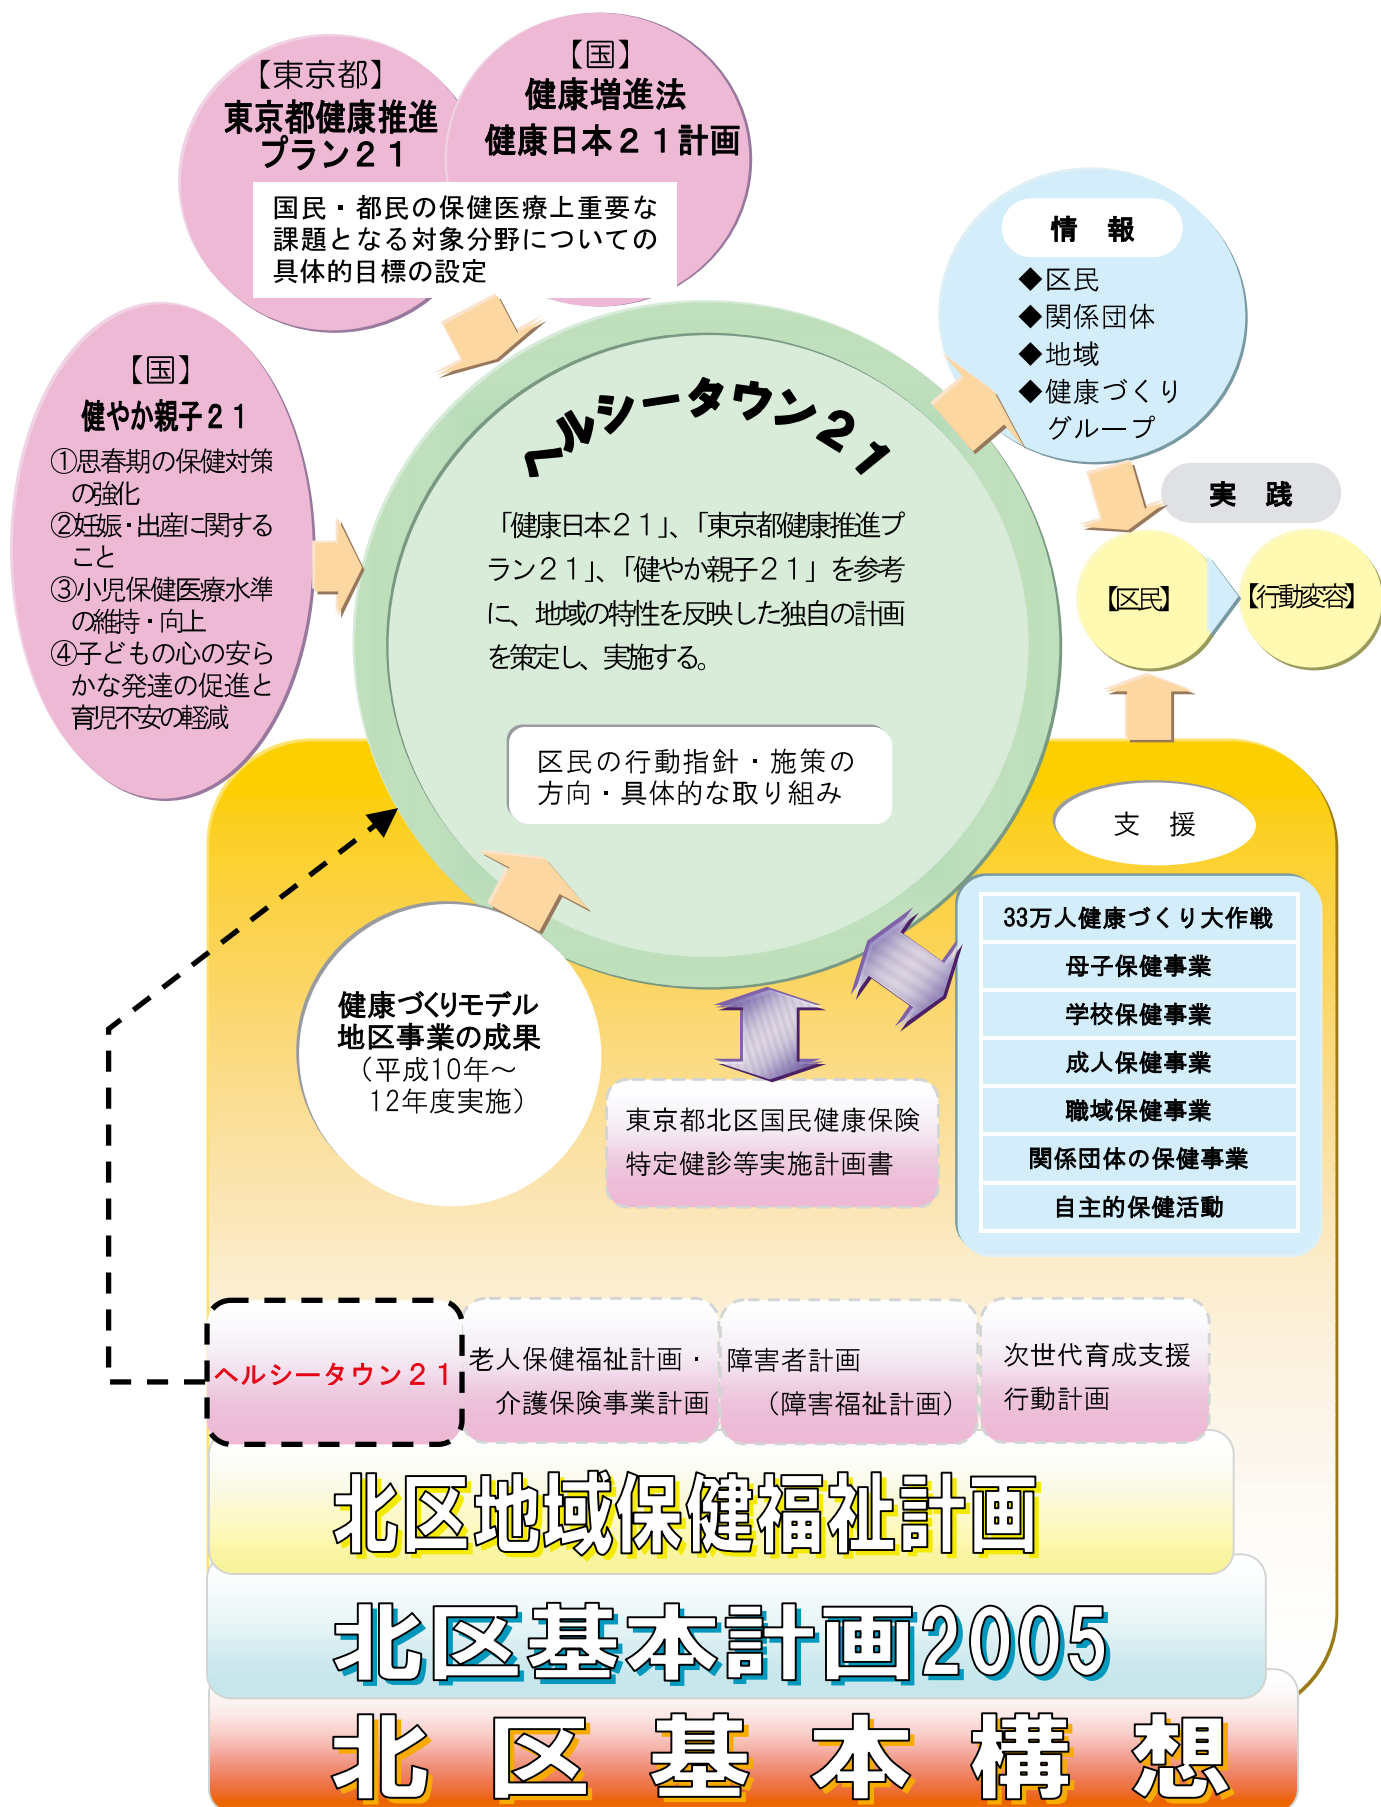 【東京都】
東京都健康推進
プラン２１
【国】
健康増進法
健康日本２１計画
国民・都民の保健医療上重要な
課題となる対象分野についての
具体的目標の設定
【国】
健やか親子２１
①思春期の保健対策
の強化
②妊娠・出産に関する
こと
③小児保健医療水準
の維持・向上
④子どもの心の安ら
かな発達の促進と
育児不安の軽減
情　報
◆区民
◆関係団体
◆地域
◆健康づくり
グループ
実　践
【区民】
【行動変容】
ヘルシータウン２１
「健康日本２１」、「東京都健康推進プ
ラン２１」、「健やか親子２１」を参考
に、地域の特性を反映した独自の計画
を策定し、実施する。
区民の行動指針・施策の
方向・具体的な取り組み
支　援
33万人健康づくり大作戦
母子保健事業
学校保健事業
成人保健事業
職域保健事業
関係団体の保健事業
自主的保健活動
健康づくりモデル
地区事業の成果
（平成10年～
12年度実施）
東京都北区国民健康保険
特定健診等実施計画書
ヘルシータウン２１
老人保健福祉計画・
介護保険事業計画
障害者計画
（障害福祉計画）
次世代育成支援
行動計画
北区地域保健福祉計画
北区基本計画2005
北区基本構想